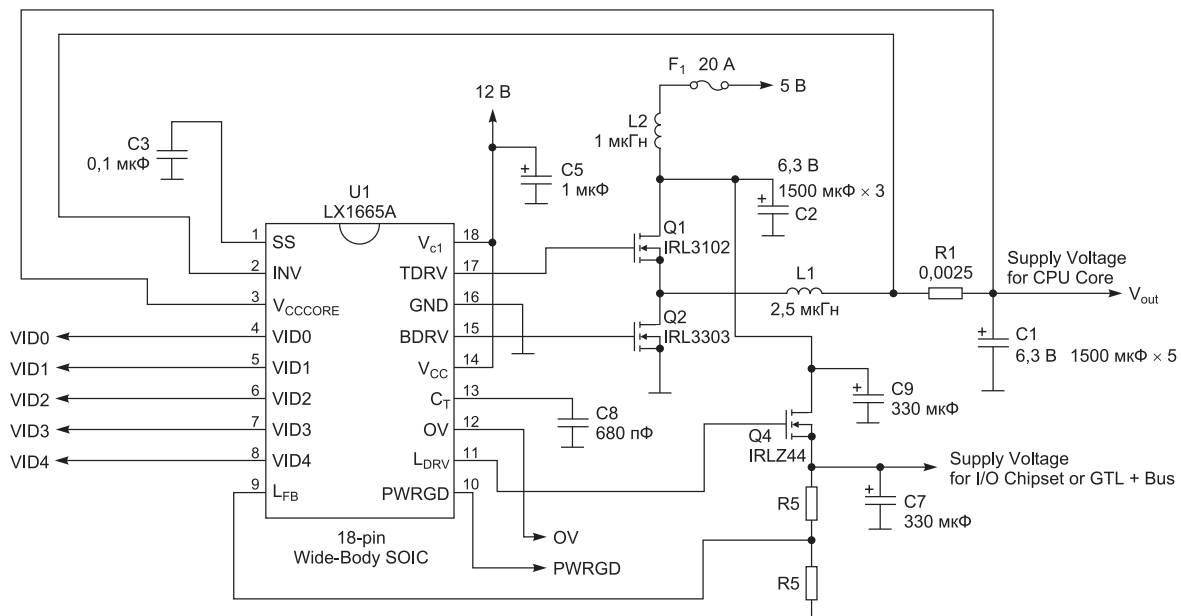 F1 20 А
5 В
12 В
L2
1 мкГн
C3
0,1 мкФ
+
C5
1 мкФ
6,3 В
+
1500 мкФ × 3
C2
U1
LX1665A
1
SS
Vc1
18
Q1
IRL3102
2
INV
TDRV
17
R1
0,0025
Supply Voltage
for CPU Core
L1
3
VCCCORE
GND
16
2,5 мкГн
Vout
VID0
4
VID0
BDRV
15
Q2
IRL3303
+
C1
6,3 В 1500 мкФ × 5
VID1
5
VID1
VCC
14
VID2
6
VID2
CT
13
C8
680 пФ
+
C9
330 мкФ
VID3
7
VID3
OV
12
Q4
IRLZ44
VID4
8
VID4
LDRV
11
Supply Voltage
for I/O Chipset or GTL + Bus
9
LFB
PWRGD
10
R5
+
C7
330 мкФ
18-pin
Wide-Body SOIC
OV
PWRGD
R5